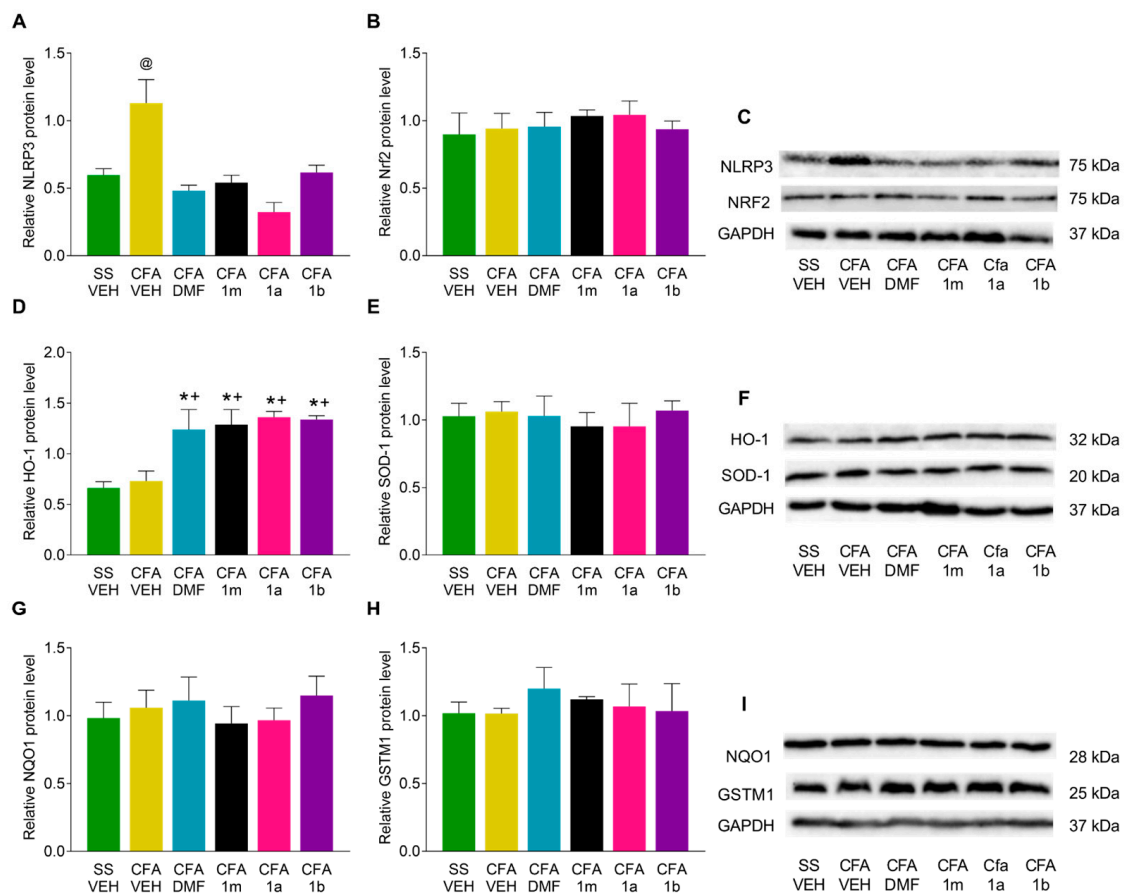 A
Relative NLRP3 protein level
1.5
1.0
0.5
0.0
@
SS VEH
CFA VEH
CFA DMF
CFA 1m
CFA 1a
CFA 1b
B
Relative Nrf2 protein level
1.5
1.0
0.5
0.0
SS VEH
CFA VEH
CFA DMF
CFA 1m
CFA 1a
CFA 1b
C
NLRP3 75 kDa
NRF2 75 kDa
GAPDH 37 kDa
SS VEH
CFA VEH
CFA DMF
CFA 1m
Cfa 1a
CFA 1b
D
Relative HO-1 protein level
2.0
1.5
1.0
0.5
0.0
*+
*+
*+
*+
SS VEH
CFA VEH
CFA DMF
CFA 1m
CFA 1a
CFA 1b
E
Relative SOD-1 protein level
1.5
1.0
0.5
0.0
SS VEH
CFA VEH
CFA DMF
CFA 1m
CFA 1a
CFA 1b
F
HO-1 32 kDa
SOD-1 20 kDa
GAPDH 37 kDa
SS VEH
CFA VEH
CFA DMF
CFA 1m
Cfa 1a
CFA 1b
G
Relative NQO1 protein level
1.5
1.0
0.5
0.0
SS VEH
CFA VEH
CFA DMF
CFA 1m
CFA 1a
CFA 1b
H
Relative GSTM1 protein level
1.5
1.0
0.5
0.0
SS VEH
CFA VEH
CFA DMF
CFA 1m
CFA 1a
CFA 1b
I
NQO1 28 kDa
GSTM1 25 kDa
GAPDH 37 kDa
SS VEH
CFA VEH
CFA DMF
CFA 1m
Cfa 1a
CFA 1b